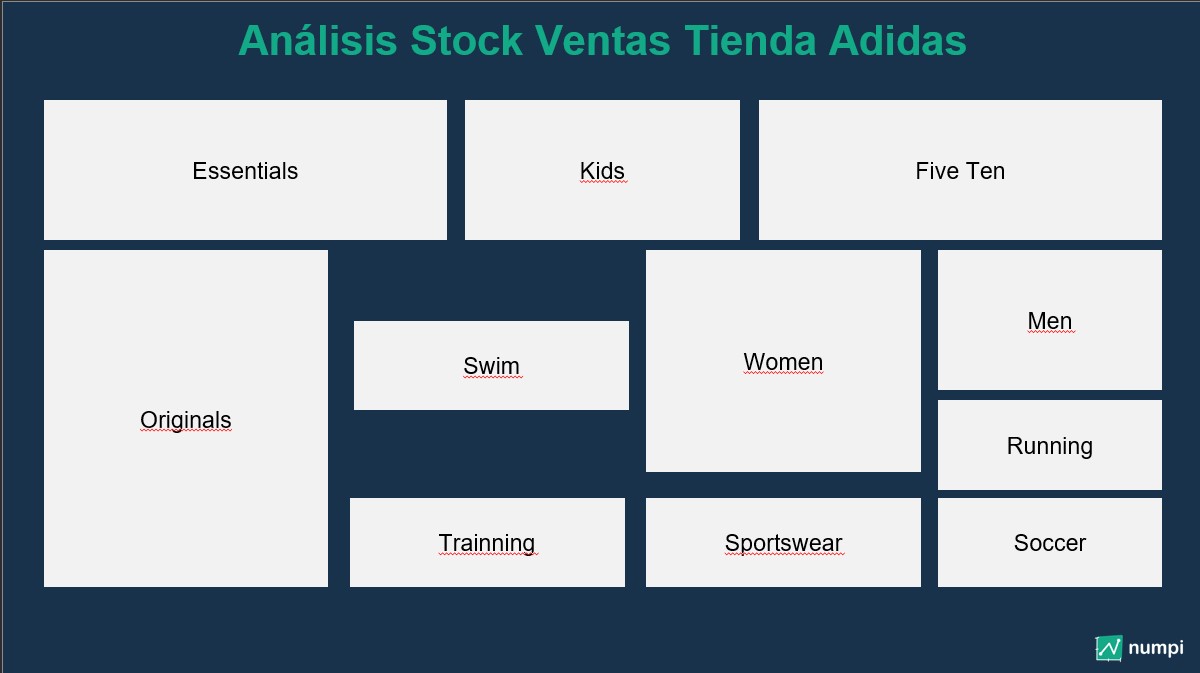 Análisis Stock Ventas Tienda Adidas
Essentials
Kids
Five Ten
Originals
Swim
Women
Men
Running
Trainning
Sportswear
Soccer
numpi